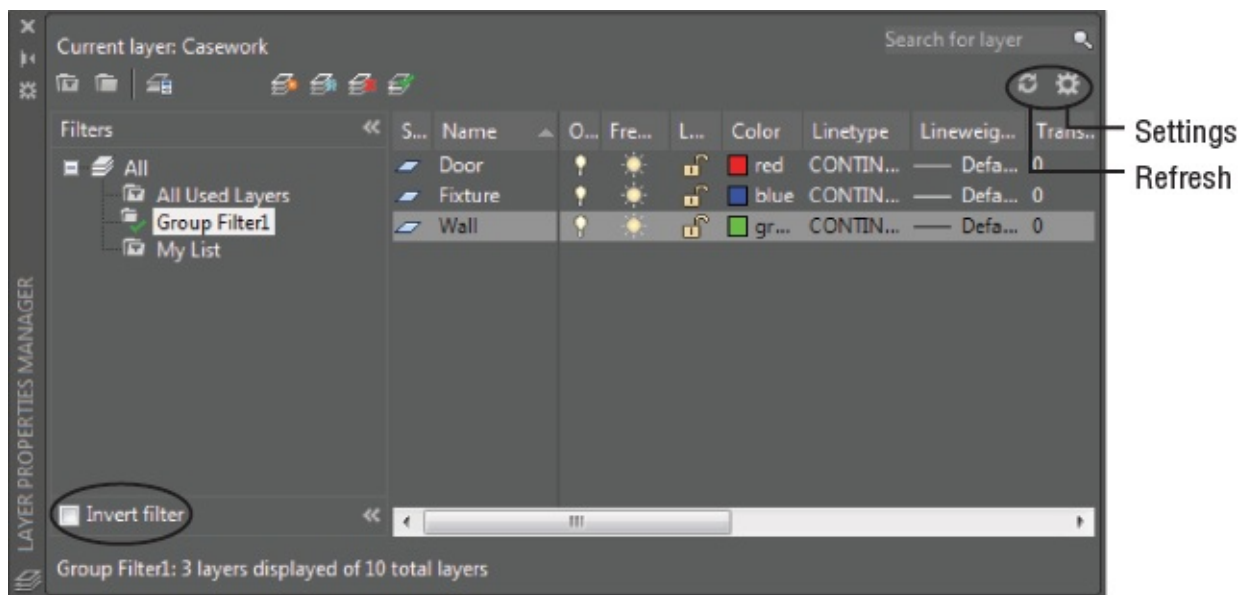 Current layer: Casework
Search for layer
Filters
S... Name O... Fre... L... Color Linetype Lineweig... Trans..
Settings
Refresh
All
All Used Layers
Group Filter1
My List
Door red CONTIN... Defa... 0
Fixture blue CONTIN... Defa... 0
Wall gr... CONTIN... Defa... 0
LAYER PROPERTIES MANAGER
Invert filter
Group Filter1: 3 layers displayed of 10 total layers